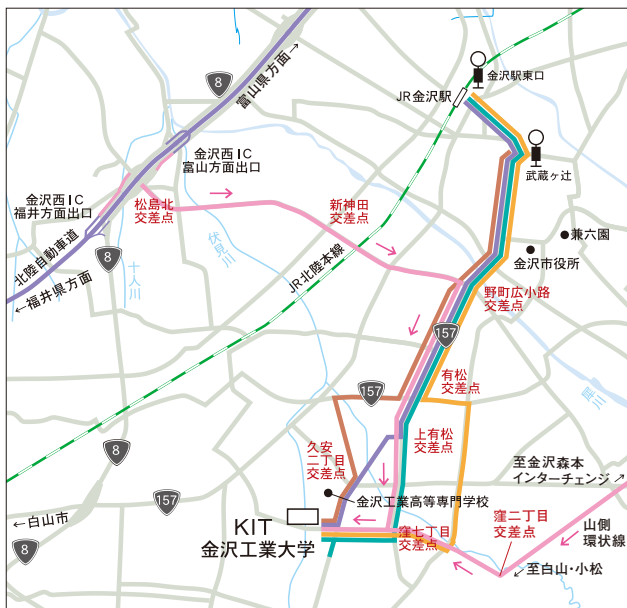 8
富山県方面→
金沢駅東口
JR金沢駅
金沢西IC
富山方面出口
武蔵ヶ辻
金沢西IC
福井方面出口
松島北
交差点
新神田
交差点
兼六園
金沢市役所
北陸自動車道
←福井県方面
8
十人川
伏見川
JR北陸本線
野町広小路
交差点
157
有松
交差点
犀川
157
上有松
交差点
久安
二丁目
交差点
8
至金沢森本
インターチェンジ↗
157
←白山市
金沢工業高等専門学校
KIT
金沢工業大学
窪七丁目
交差点
窪二丁目
交差点
山側
環状線
8
↙至白山・小松